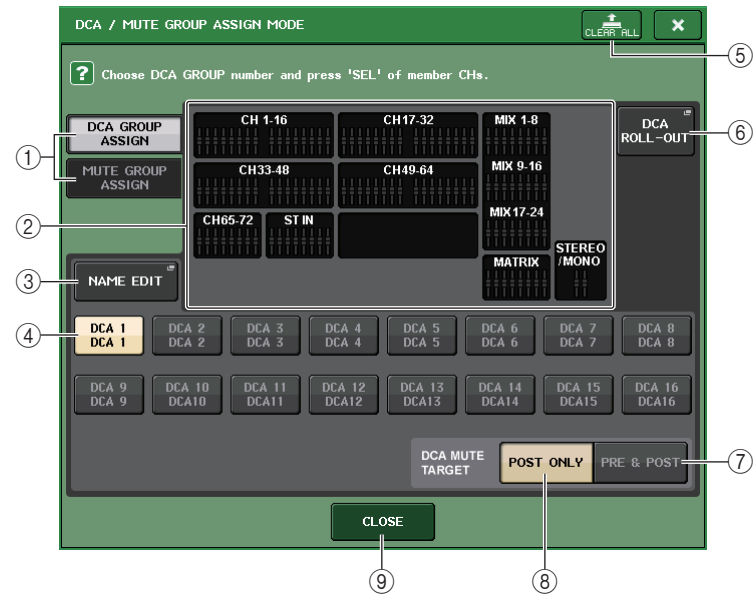 DCA / MUTE GROUP ASSIGN MODE
CLEAR ALL
×
⑤
? Choose DCA GROUP number and press 'SEL' of member CHs.
①
DCA GROUP
ASSIGN
MUTE GROUP
ASSIGN
②
CH 1-16
CH17-32
MIX 1-8
CH33-48
CH49-64
MIX 9-16
CH65-72
ST IN
MIX17-24
MATRIX
STEREO
/MONO
DCA
ROLL-OUT
⑥
③
NAME EDIT
④
DCA 1
DCA 1
DCA 2
DCA 2
DCA 3
DCA 3
DCA 4
DCA 4
DCA 5
DCA 5
DCA 6
DCA 6
DCA 7
DCA 7
DCA 8
DCA 8
DCA 9
DCA 9
DCA 10
DCA10
DCA 11
DCA11
DCA 12
DCA12
DCA 13
DCA13
DCA 14
DCA14
DCA 15
DCA15
DCA 16
DCA16
DCA MUTE
TARGET
POST ONLY
PRE & POST
⑦
CLOSE
⑨
⑧